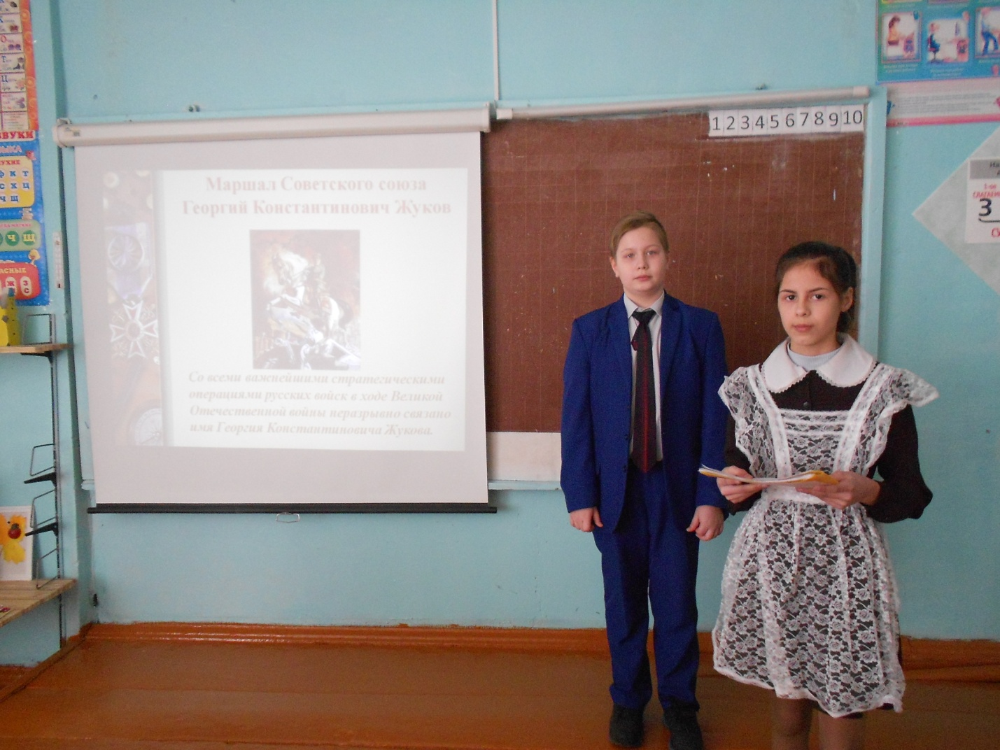 Маршал Советского союза
Георгий Константинович Жуков
Со всеми важнейшими стратегическими
операциями русских войск в ходе Великой
Отечественной войны неразрывно связано
имя Георгия Константиновича Жукова.
1 2 3 4 5 6 7 8 9 10
ЗВУКИ
Ф К Т
С Х Ц
Ч Щ
Ч Щ
Ж З
С
3